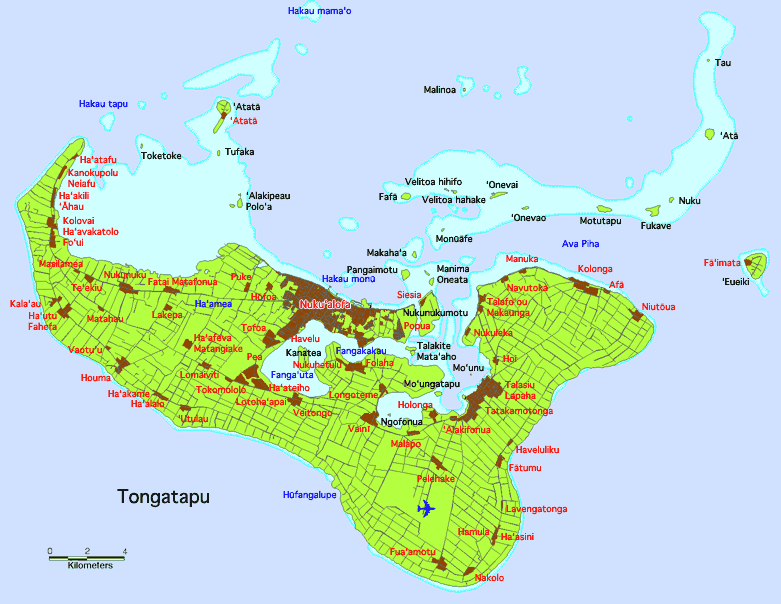 Hakau mama'o
Tau
Malinoa
Hakau tapu
'Atatā
'Atatā
'Atā
Toketoke
Tufaka
Ha'atafu
Kanokupolu
Neiafu
Ha'akili
'Āhau
Kolovai
Ha'avakatolo
Fo'ui
'Alakipeau
Polo'a
Velitoa hihifo
'Onevai
Fafā
Velitoa hahake
'Onevao
Motutapu
Nuku
Fukave
Monūafe
Ava Piha
Makaha'a
Pangaimotu
Manima
Oneata
Manuka
Kolonga
Fā'imata
'Eueiki
Masilamea
Te'ekiu
Nukunuku
Fatai
Matafonua
Puke
Hakau monū
Navutoka
Afā
Kala'au
Ha'utu
Fahefa
Matahau
Lakepa
Ha'amea
Hofoa
Nuku'alofa
Siesia
Nukunukumotu
Talafo'ou
Makaunga
Niutōua
Vaotu'u
Ha'afeva
Matangiake
Tofoa
Havelu
Popua
Nukuleka
Kanatea
Fangakakau
Talakite
Mata'aho
Pea
Nukuhetulu
Folaha
Hoi
Houma
Lomaiviti
Fanga'uta
Mo'unu
Tokomololo
Ha'ateiho
Mo'ungatapu
Talasiu
Lapaha
Ha'akame
Ha'alalo
Lotoha'apai
Longoteme
Holonga
Tatakamotonga
'Utulau
Veitongo
Vainī
Ngofonua
'Alakifonua
Malapo
Haveluliku
Fātumu
Pelehake
Tongatapu
Hūfangalupe
Lavengatonga
Hamula
Ha'asini
Fua'amotu
Nakolo
0 2 4
Kilometers